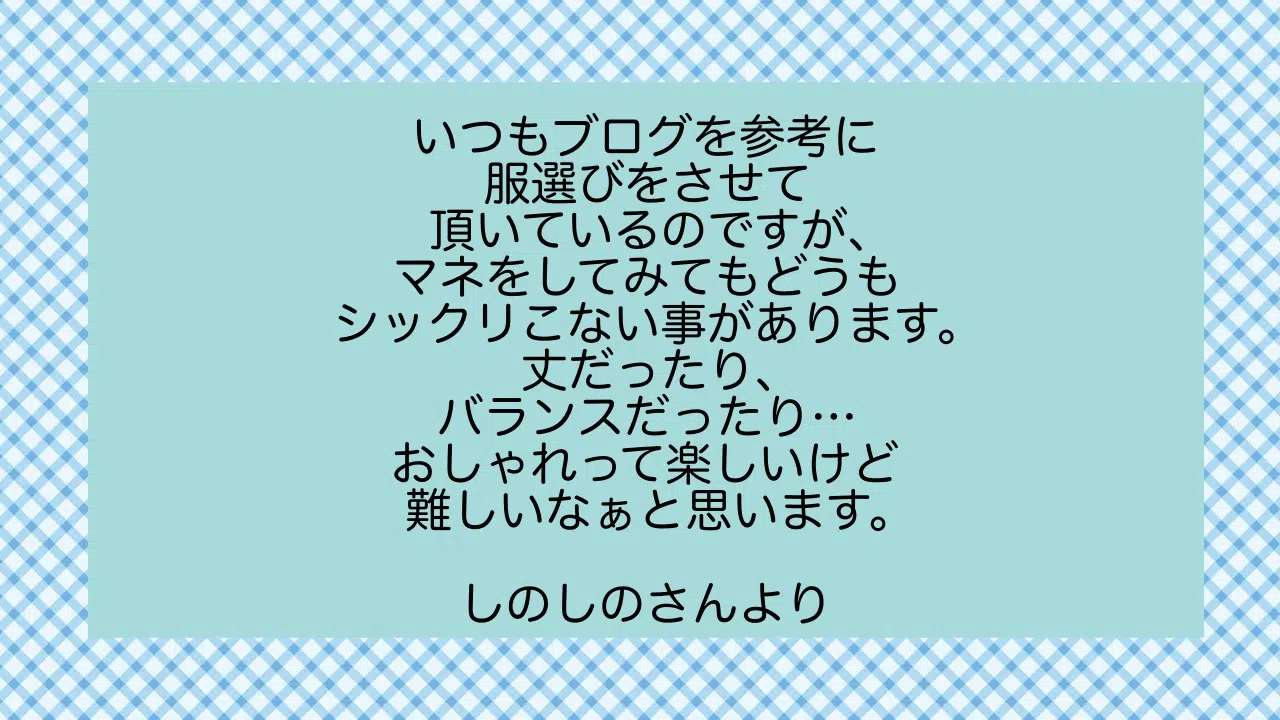 いつもブログを参考に
服選びをさせて
頂いているのですが、
マネをしてみてもどうも
シックリこない事があります。
丈だったり、
バランスだったり…
おしゃれって楽しいけど
難しいなぁと思います。
しのしのさんより